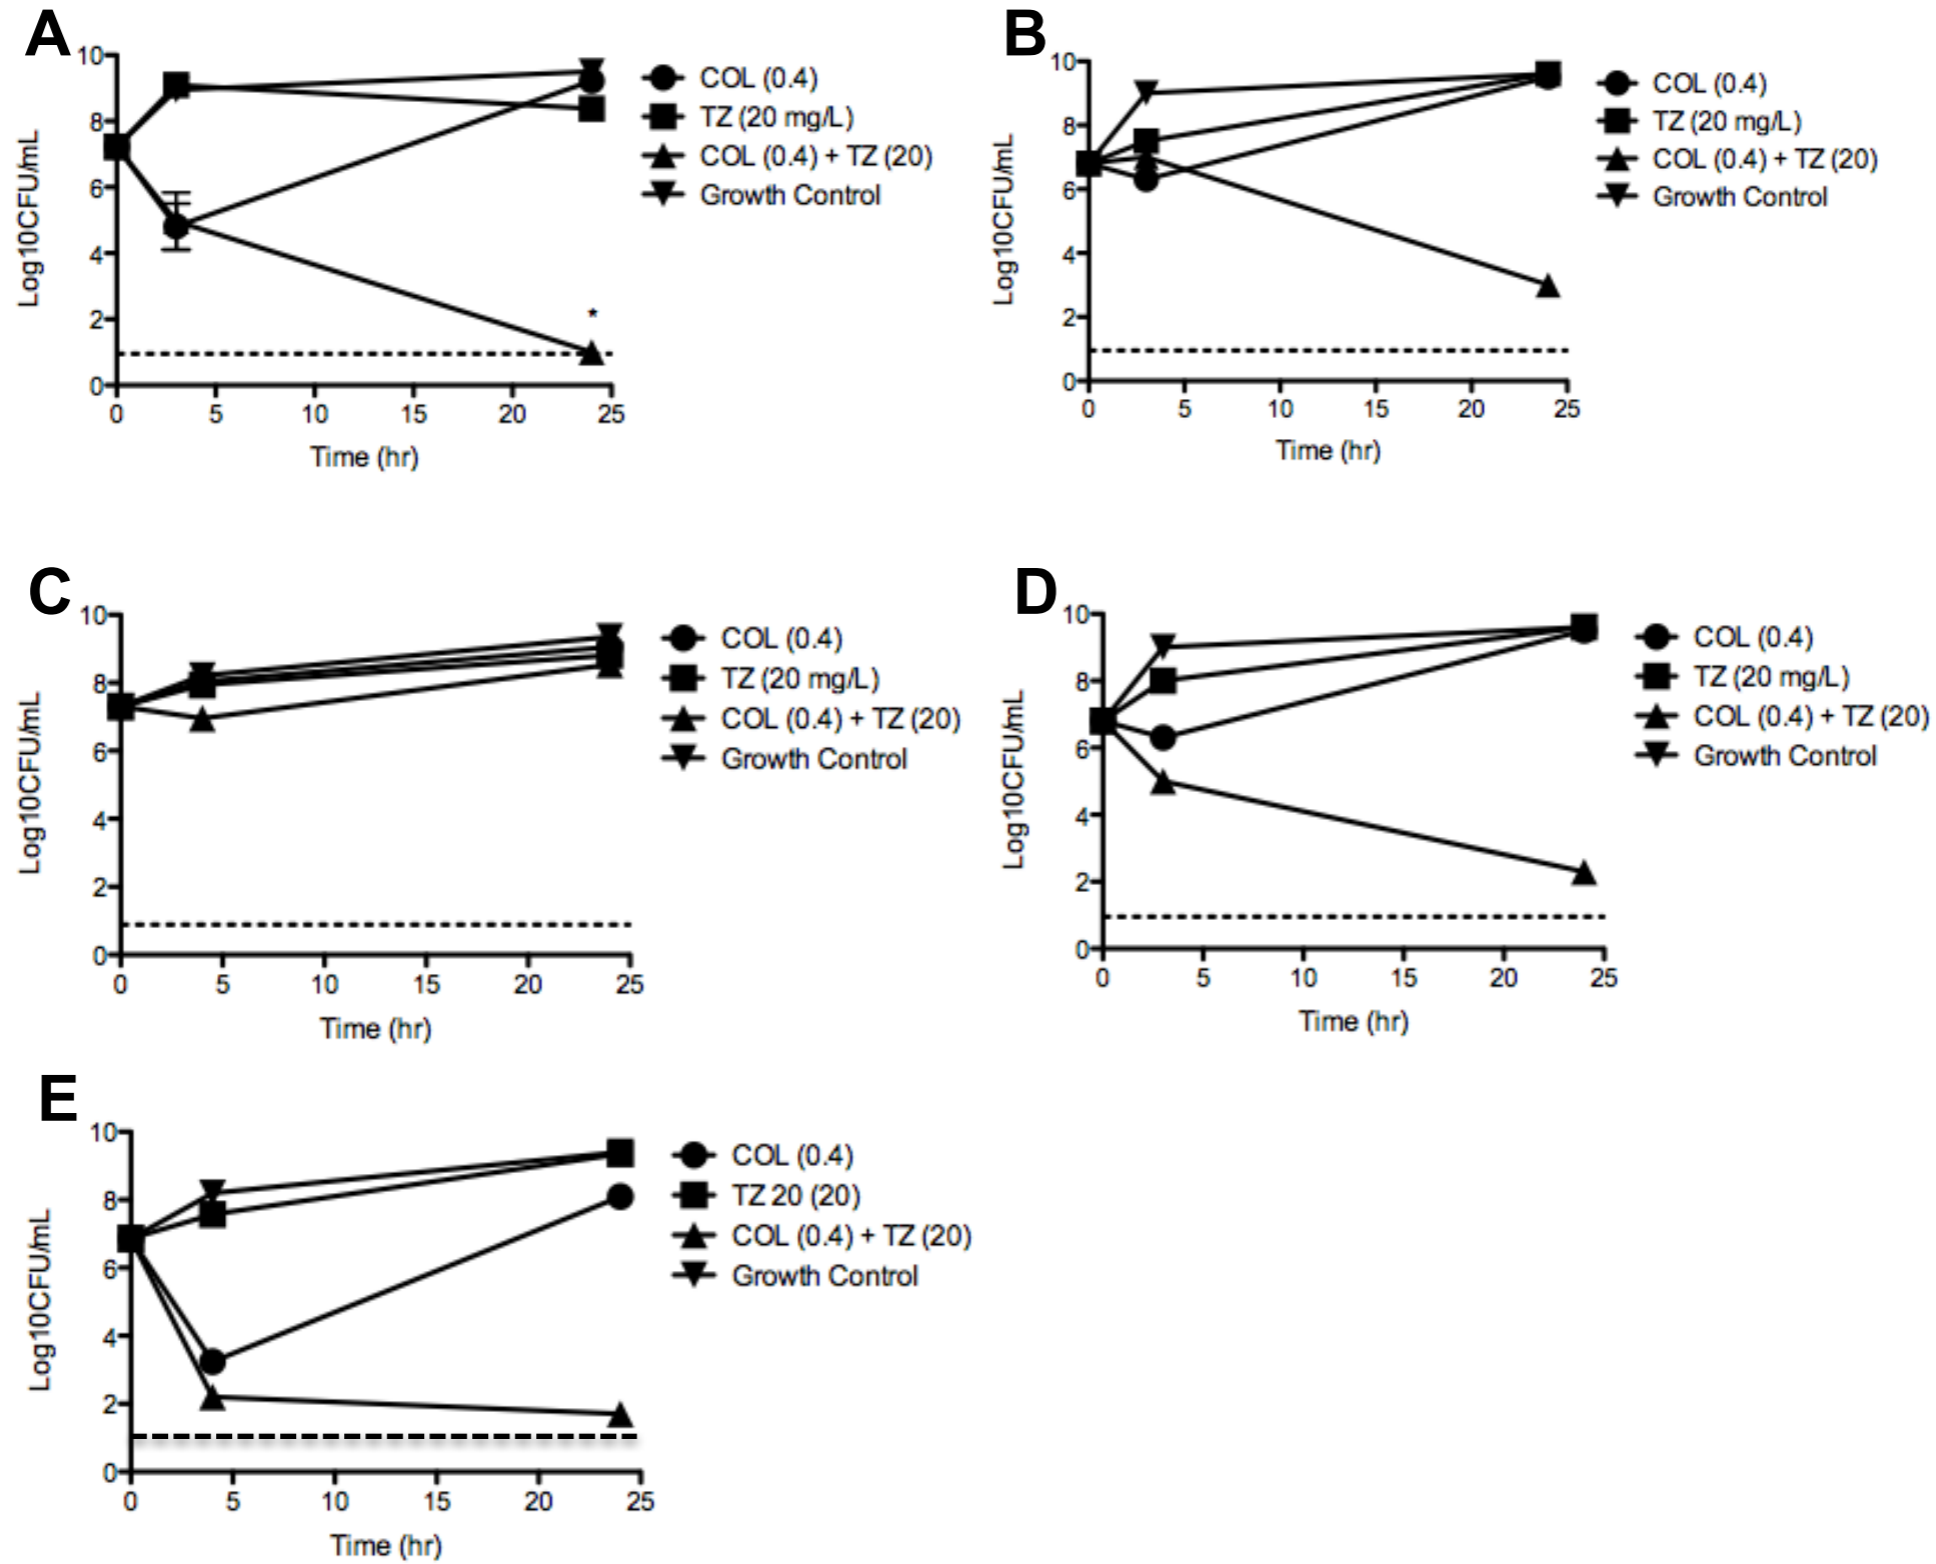 A
10
8
6
4
2
0
Log10CFU/mL
*
0 5 10 15 20 25
Time (hr)
COL (0.4)
TZ (20 mg/L)
COL (0.4) + TZ (20)
Growth Control
B
10
8
6
4
2
0
Log10CFU/mL
0 5 10 15 20 25
Time (hr)
COL (0.4)
TZ (20 mg/L)
COL (0.4) + TZ (20)
Growth Control
C
10
8
6
4
2
0
Log10CFU/mL
0 5 10 15 20 25
Time (hr)
COL (0.4)
TZ (20 mg/L)
COL (0.4) + TZ (20)
Growth Control
D
10
8
6
4
2
0
Log10CFU/mL
0 5 10 15 20 25
Time (hr)
COL (0.4)
TZ (20 mg/L)
COL (0.4) + TZ (20)
Growth Control
E
10
8
6
4
2
0
Log10CFU/mL
0 5 10 15 20 25
Time (hr)
COL (0.4)
TZ 20 (20)
COL (0.4) + TZ (20)
Growth Control